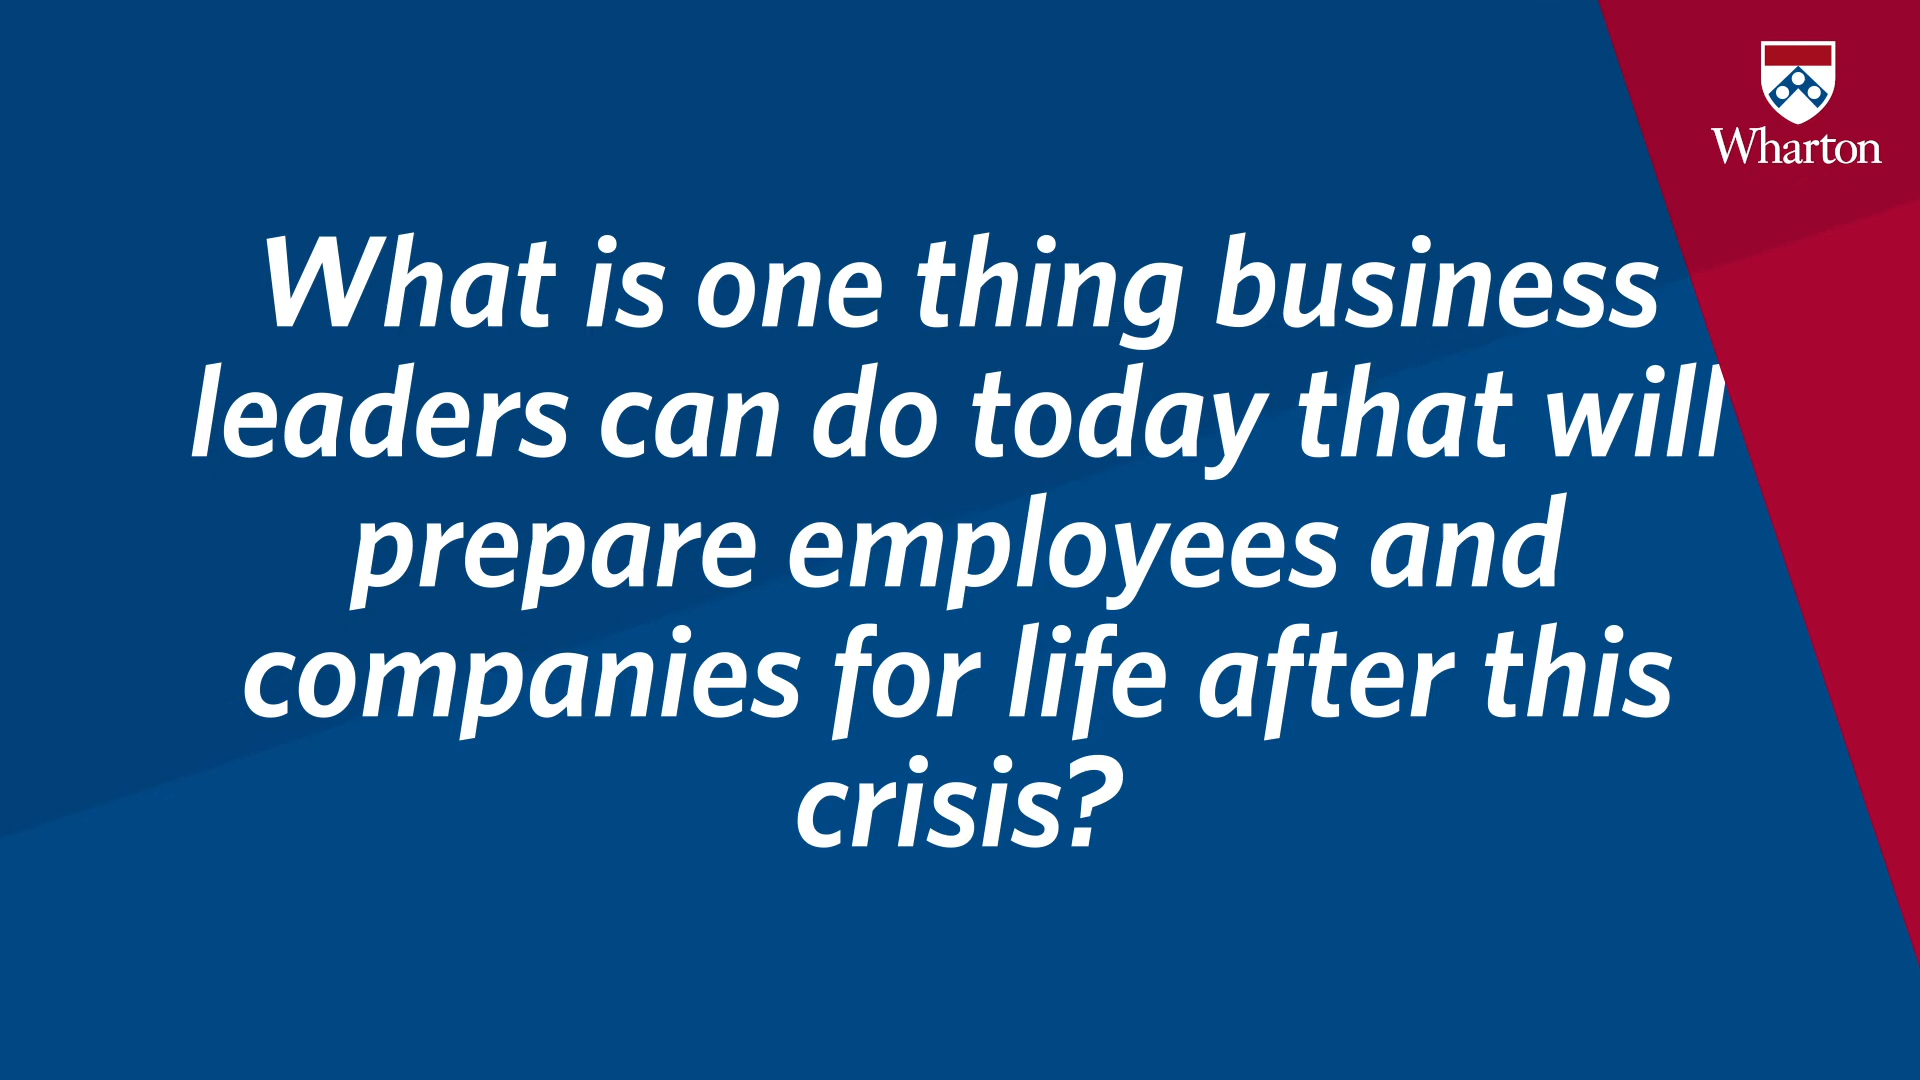 Wharton
What is one thing business
leaders can do today that will
prepare employees and
companies for life after this
crisis?